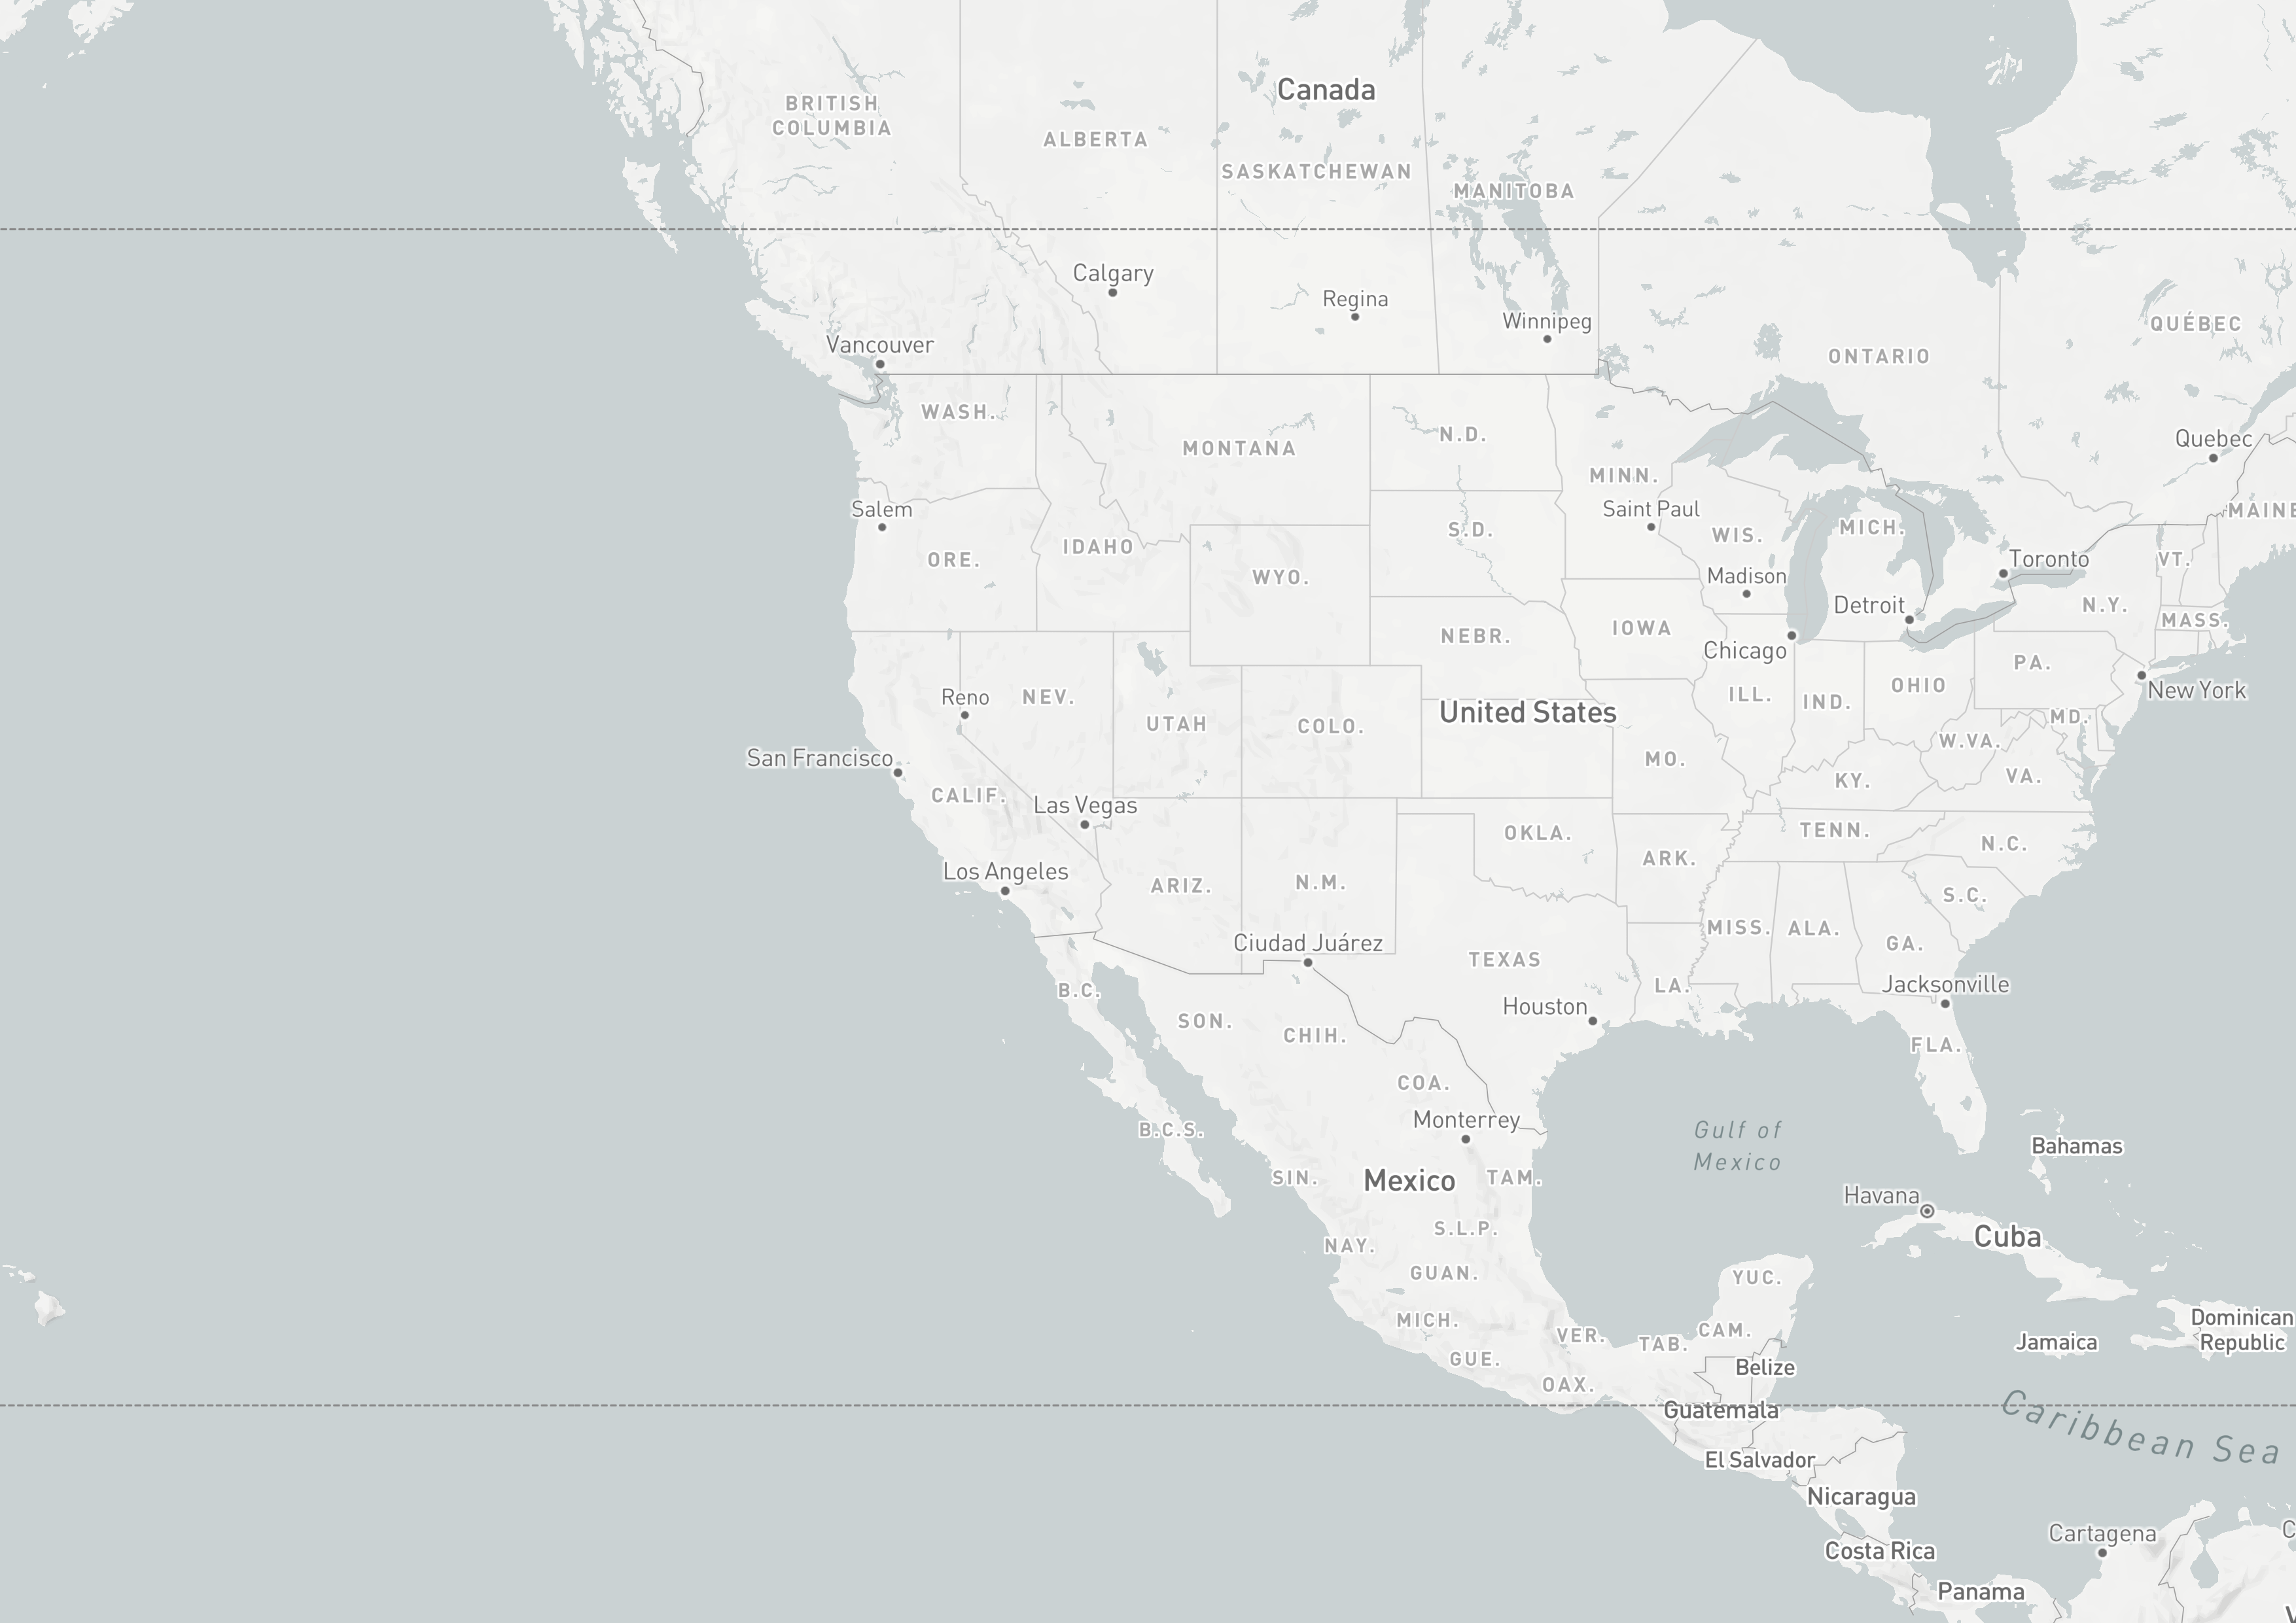 Canada
BRITISH
COLUMBIA
ALBERTA
SASKATCHEWAN
MANITOBA
Calgary
Regina
Winnipeg
QUÉBEC
Vancouver
ONTARIO
WASH.
MONTANA
N.D.
Quebec
MINN.
Salem
Saint Paul
MAINE
S.D.
WIS.
MICH.
ORE.
IDAHO
Toronto
VT.
WYO.
Madison
Detroit
N.Y.
MASS.
NEBR.
IOWA
Chicago
PA.
Reno
NEV.
ILL.
IND.
OHIO
New York
UTAH
COLO.
United States
MD.
W.VA.
San Francisco
MO.
KY.
VA.
CALIF.
Las Vegas
OKLA.
TENN.
N.C.
Los Angeles
ARIZ.
N.M.
ARK.
S.C.
MISS.
ALA.
GA.
Ciudad Juárez
TEXAS
B.C.
LA.
Jacksonville
Houston
SON.
CHIH.
FLA.
COA.
Monterrey
B.C.S.
Gulf of
Mexico
Bahamas
SIN.
Mexico
TAM.
Havana
S.L.P.
Cuba
NAY.
GUAN.
YUC.
MICH.
VER.
TAB.
CAM.
Jamaica
Dominican
Republic
GUE.
Belize
OAX.
Guatemala
Caribbean Sea
El Salvador
Nicaragua
Cartagena
Costa Rica
Panama